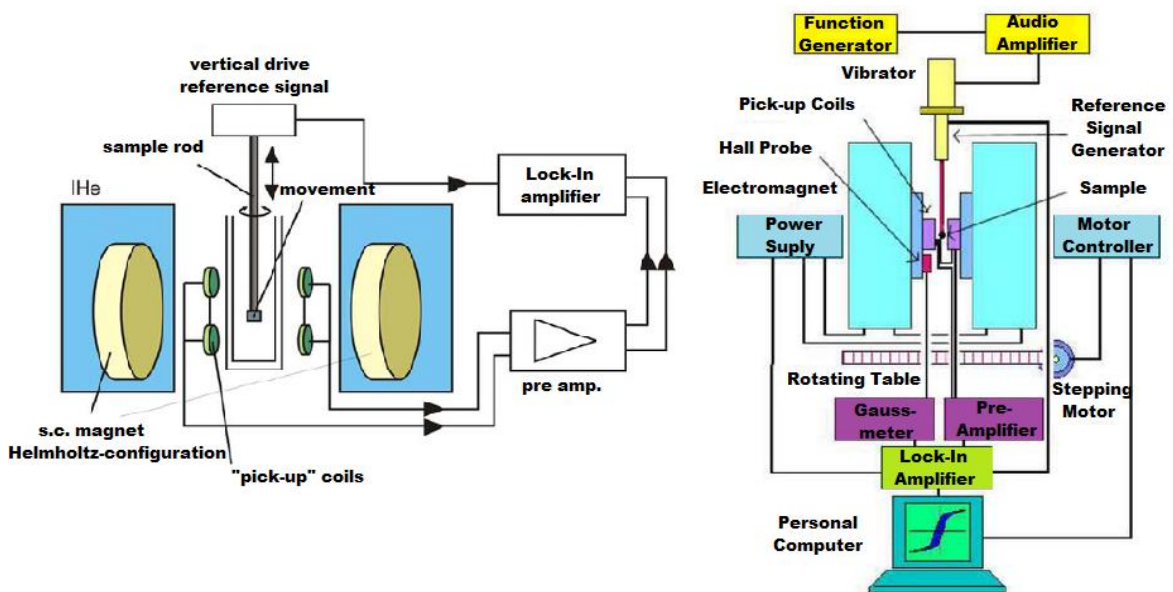 vertical drive
reference signal
sample rod
movement
lHe
Lock-In
amplifier
pre amp.
s.c. magnet
Helmholtz-configuration
"pick-up" coils
Function
Generator
Audio
Amplifier
Vibrator
Pick-up Coils
Reference
Signal
Generator
Hall Probe
Electromagnet
Sample
Power
Suply
Motor
Controller
Rotating Table
Stepping
Motor
Gauss-
meter
Pre-
Amplifier
Lock-In
Amplifier
Personal
Computer